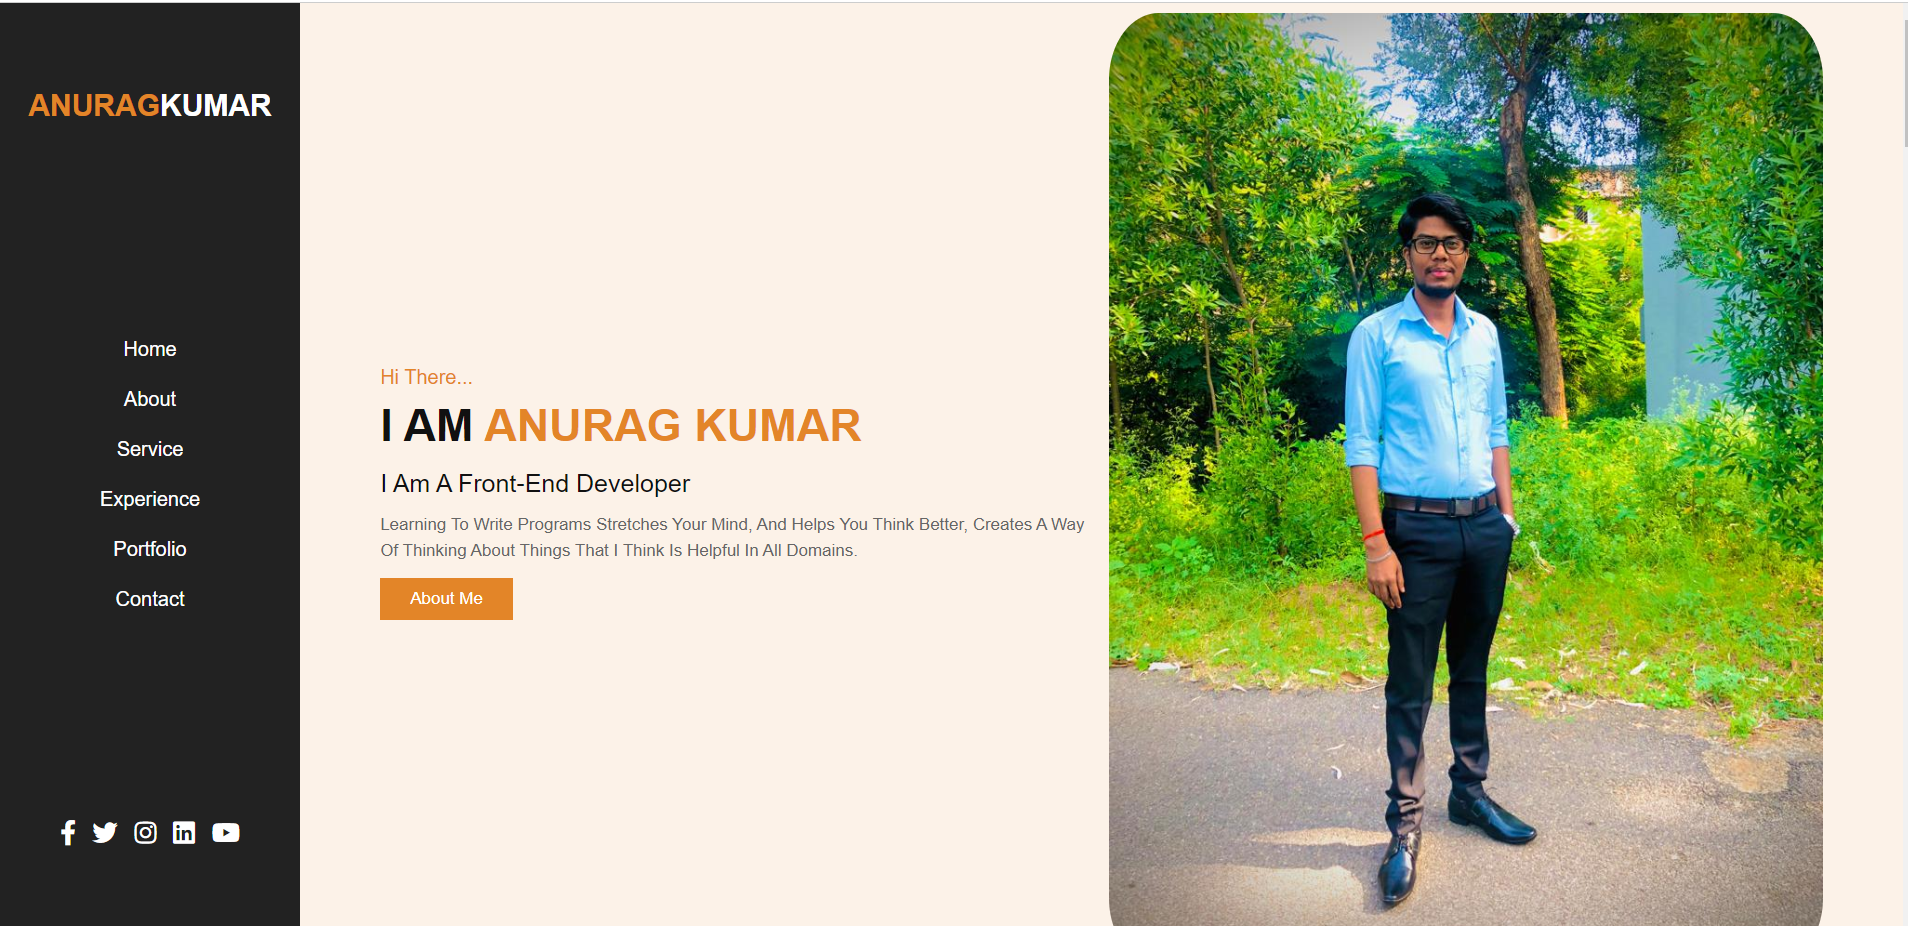 ANURAGKUMAR
Home
About
Service
Experience
Portfolio
Contact
Hi There...
I AM ANURAG KUMAR
I Am A Front-End Developer
Learning To Write Programs Stretches Your Mind, And Helps You Think Better, Creates A Way
Of Thinking About Things That I Think Is Helpful In All Domains.
About Me